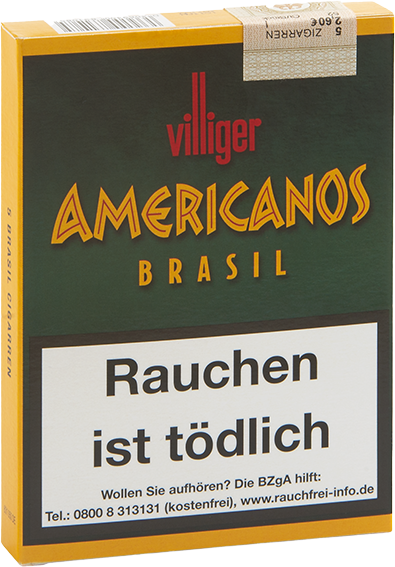 5 ZIGARREN
2,60 €
villiger
AMERICANOS
BRASIL
5 BRASIL CIGARREN
Rauchen
ist tödlich
Wollen Sie aufhören? Die BZgA hilft:
Tel.: 0800 8 313131 (kostenfrei), www.rauchfrei-info.de